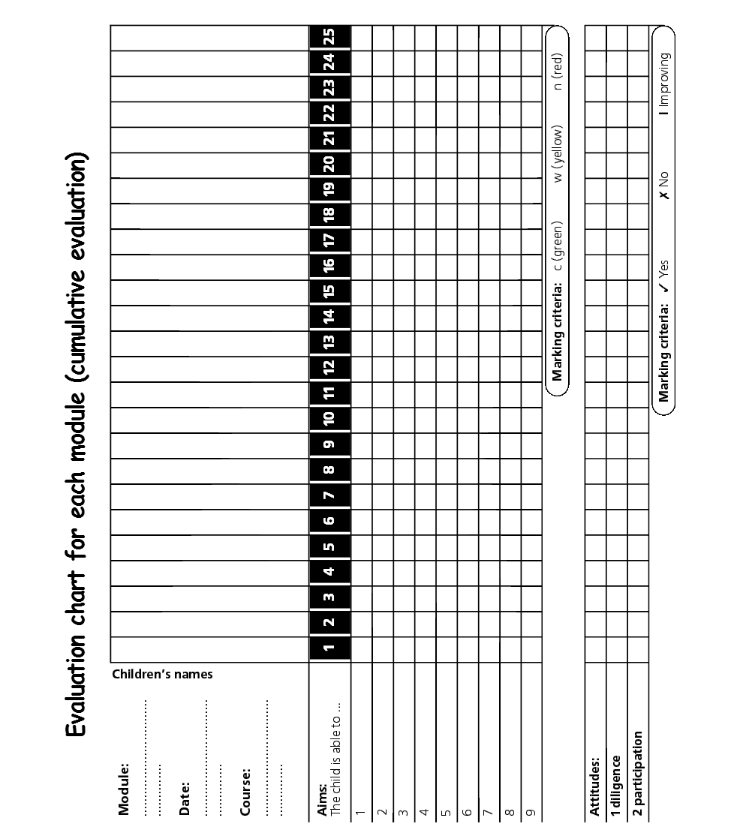 Evaluation chart for each module (cumulative evaluation)
Module:
Date:
Course:
Children's names
Aims:
The child is able to ...
1 2 3 4 5 6 7 8 9 10 11 12 13 14 15 16 17 18 19 20 21 22 23 24 25
1
2
3
4
5
6
7
8
9
Marking criteria: c (green) w (yellow) n (red)
Attitudes:
1 diligence
2 participation
Marking criteria: ✓ Yes ✗ No I Improving